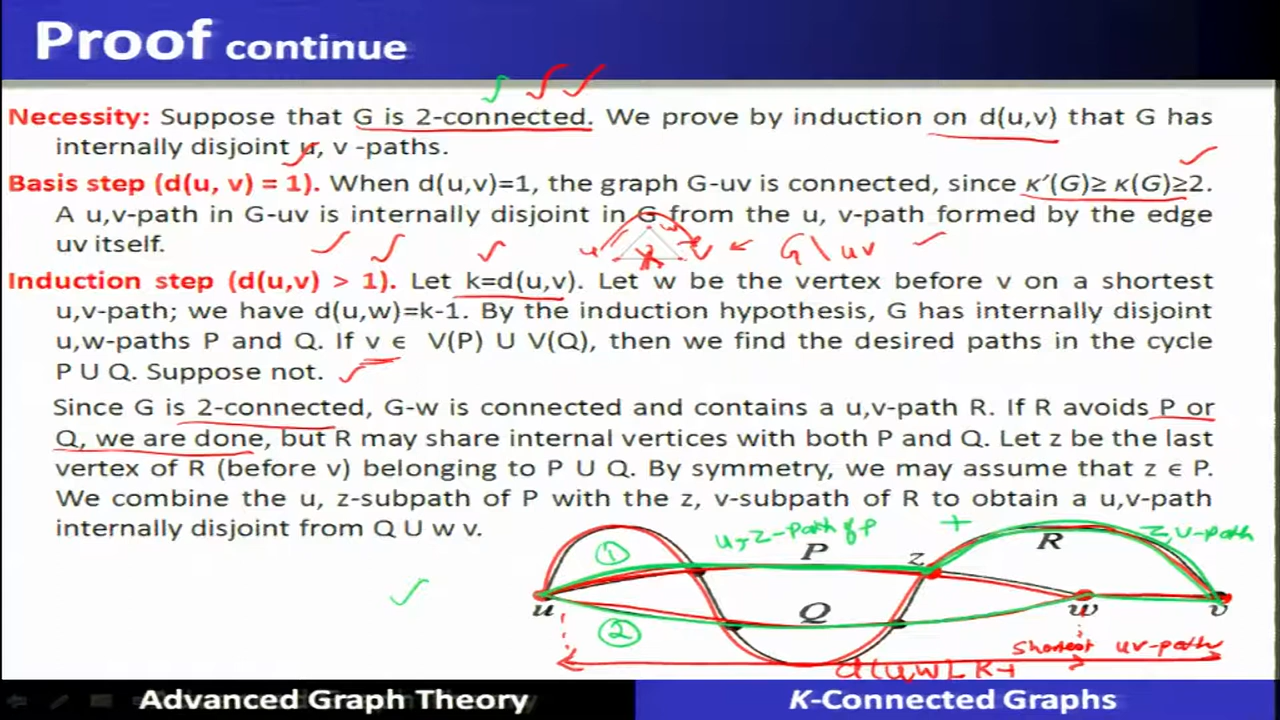 Proof continue
Necessity: Suppose that G is 2-connected. We prove by induction on d(u,v) that G has
internally disjoint u, v -paths.
Basis step (d(u, v) = 1). When d(u,v)=1, the graph G-uv is connected, since κ′(G)≥ κ(G)≥2.
A u,v-path in G-uv is internally disjoint in G from the u, v-path formed by the edge
uv itself.
u v G \ uv
Induction step (d(u,v) > 1). Let k=d(u,v). Let w be the vertex before v on a shortest
u,v-path; we have d(u,w)=k-1. By the induction hypothesis, G has internally disjoint
u,w-paths P and Q. If v ϵ V(P) U V(Q), then we find the desired paths in the cycle
P U Q. Suppose not.
Since G is 2-connected, G-w is connected and contains a u,v-path R. If R avoids P or
Q, we are done, but R may share internal vertices with both P and Q. Let z be the last
vertex of R (before v) belonging to P U Q. By symmetry, we may assume that z ϵ P.
We combine the u, z-subpath of P with the z, v-subpath of R to obtain a u,v-path
internally disjoint from Q U w v.
u,z-path of P + z,v-path
1 P z R
u Q w v
2
shortest uv-path
d(u,w)= k-1
Advanced Graph Theory K-Connected Graphs